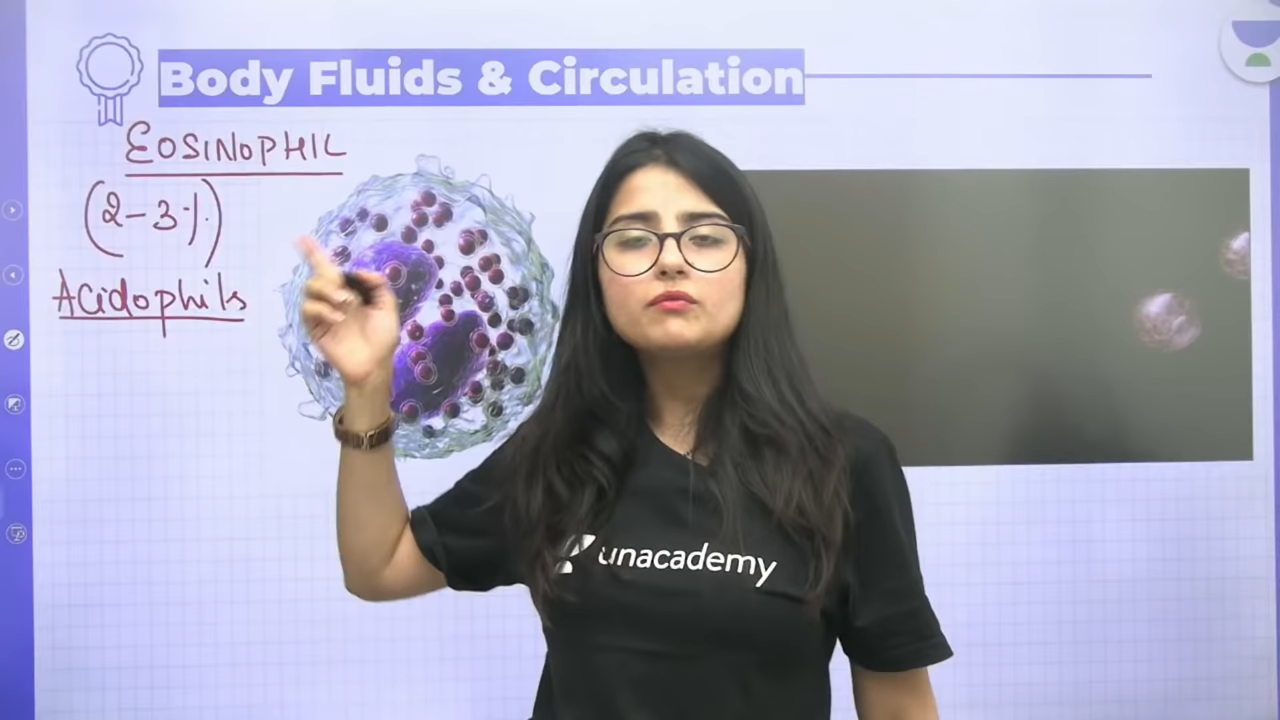 Body Fluids & Circulation
EOSINOPHIL
(2-3%)
Acidophils
unacademy